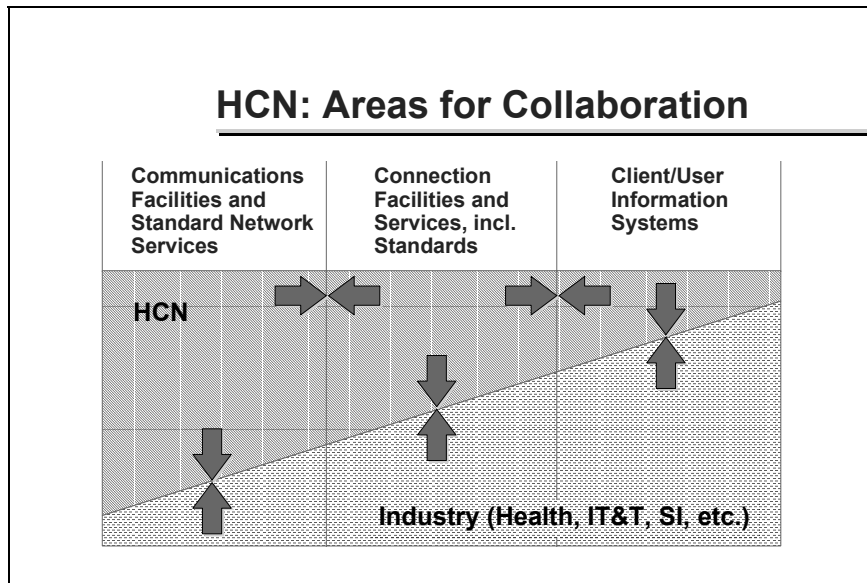 HCN: Areas for Collaboration
Communications
Facilities and
Standard Network
Services
Connection
Facilities and
Services, incl.
Standards
Client/User
Information
Systems
HCN
Industry (Health, IT&T, SI, etc.)